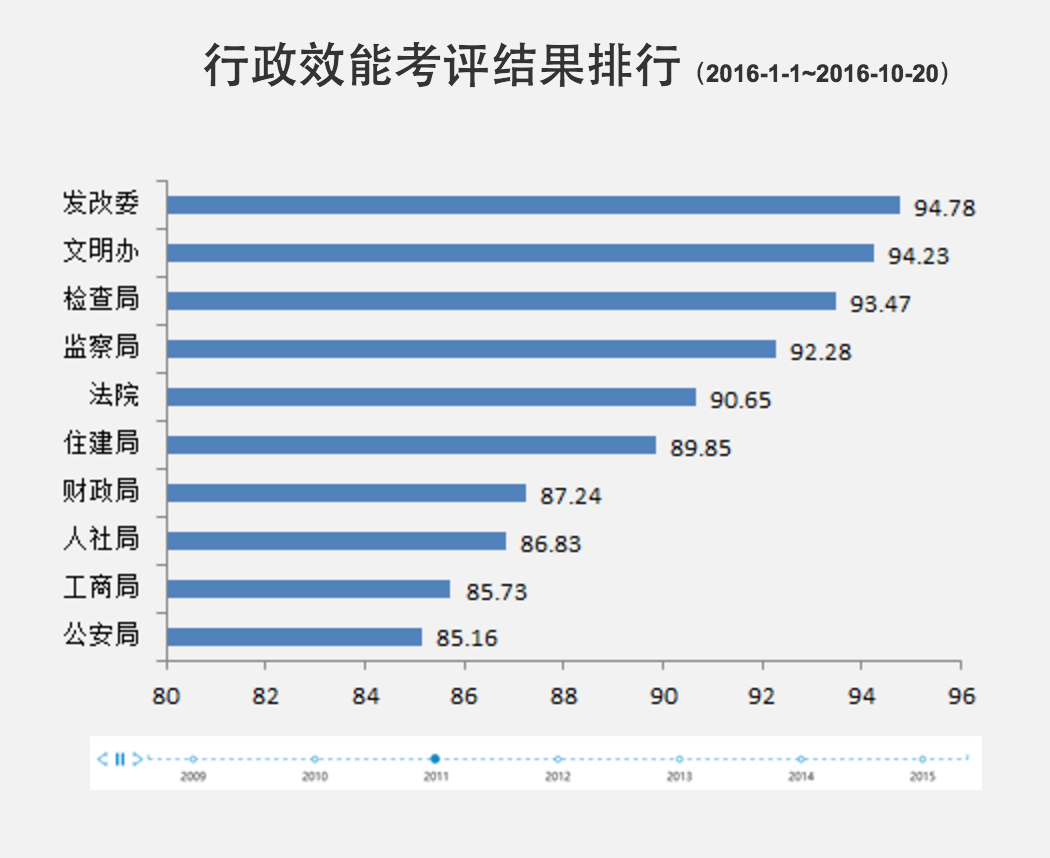 行政效能考评结果排行 (2016-1-1~2016-10-20)
发改委 94.78
文明办 94.23
检查局 93.47
监察局 92.28
法院 90.65
住建局 89.85
财政局 87.24
人社局 86.83
工商局 85.73
公安局 85.16
80 82 84 86 88 90 92 94 96
2009 2010 2011 2012 2013 2014 2015